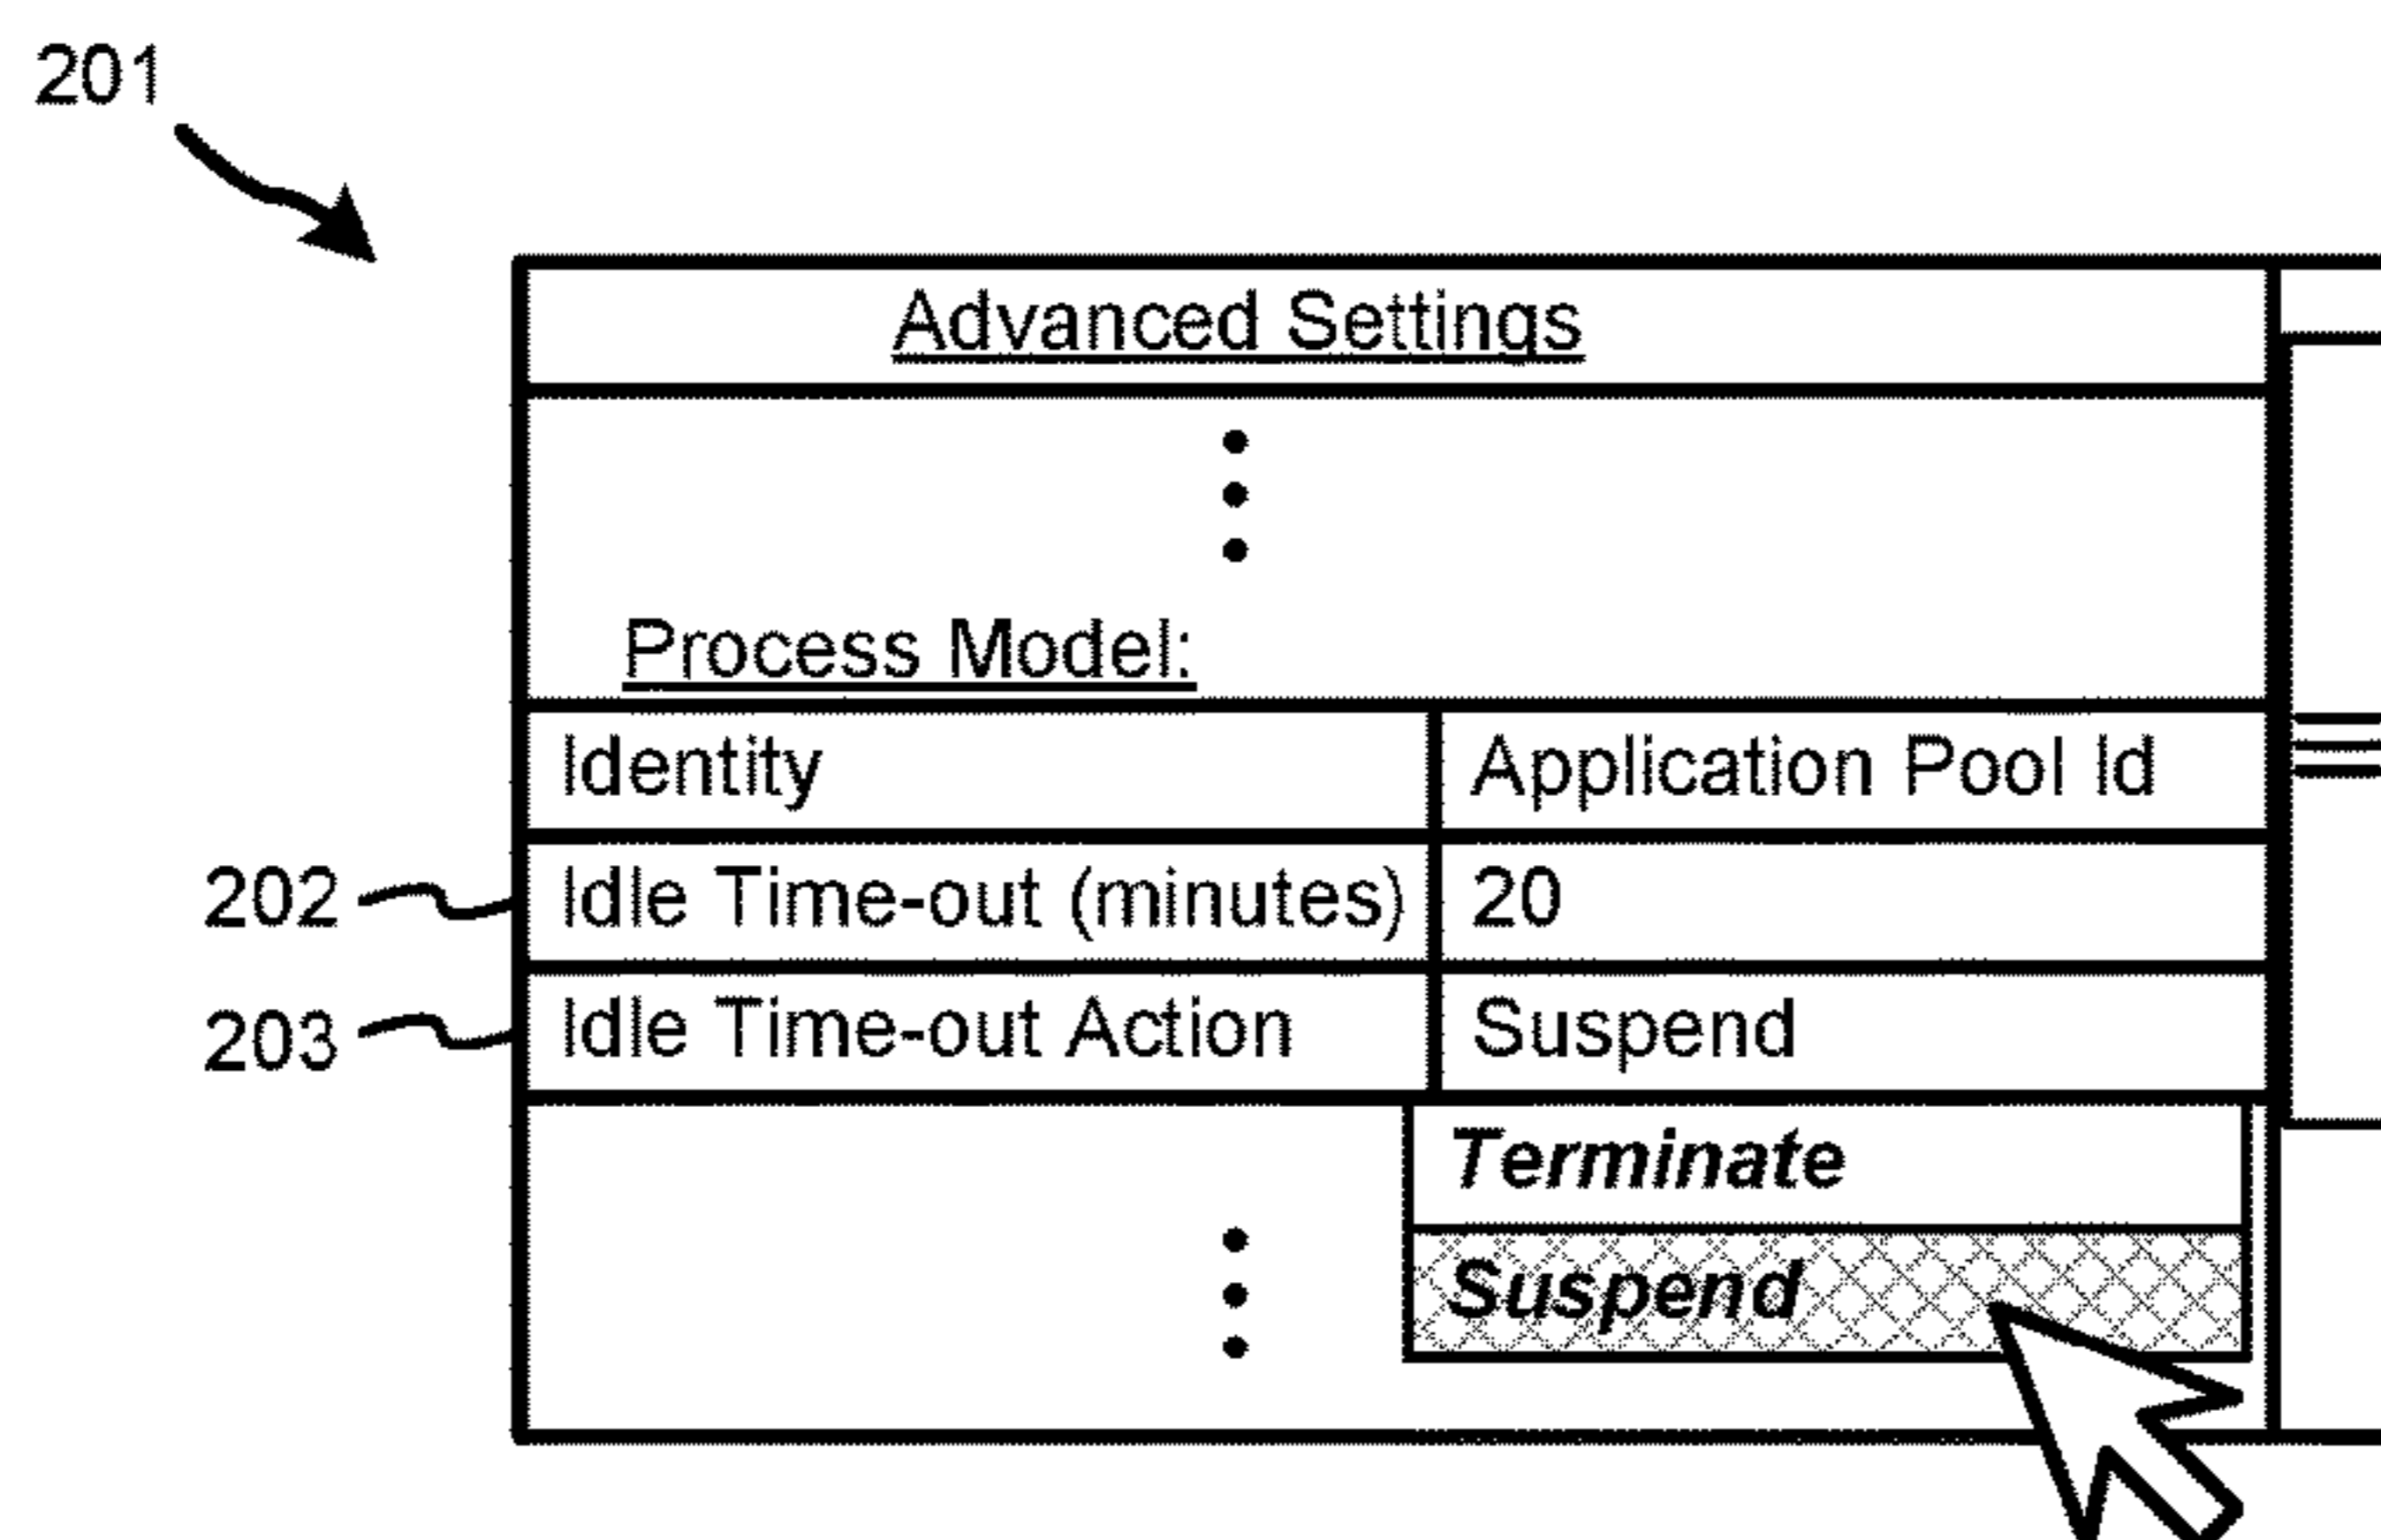 201
Advanced Settings
Process Model:
Identity Application Pool Id
202 Idle Time-out (minutes) 20
203 Idle Time-out Action Suspend
Terminate
Suspend